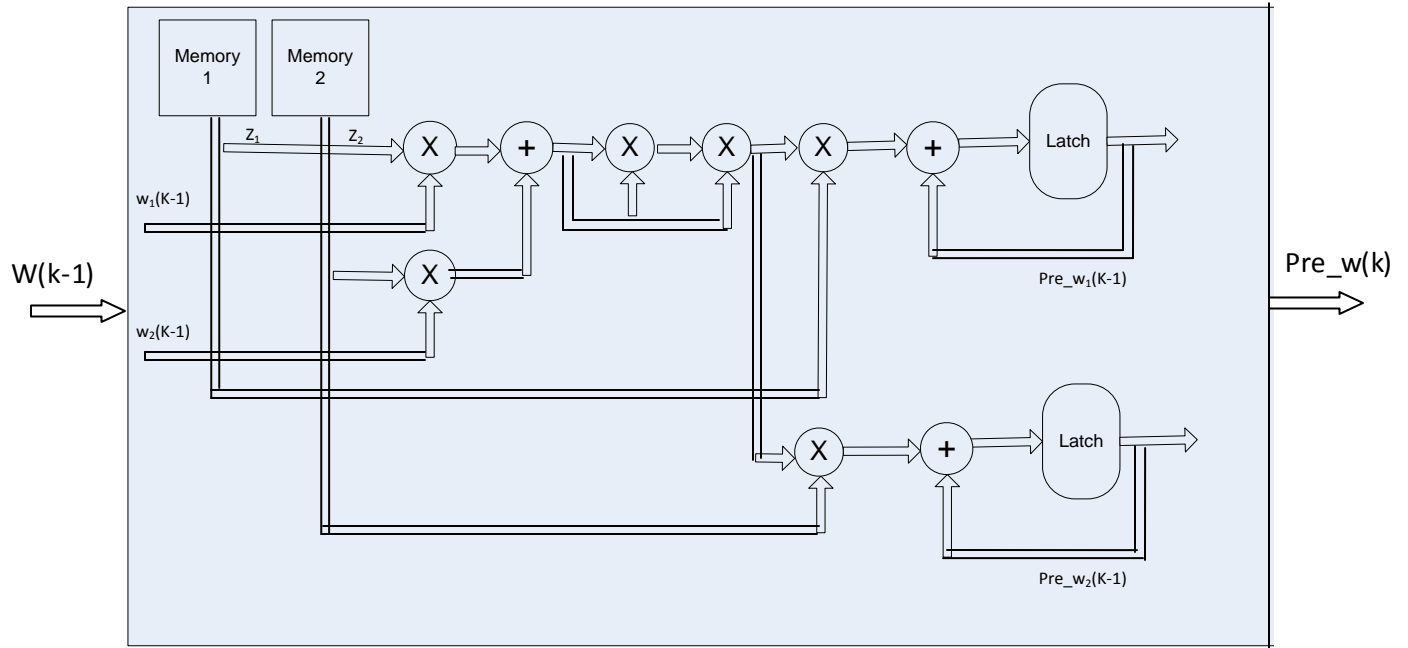 Memory
1
Memory
2
Z₁
Z₂
X
+
X
X
X
+
Latch
w₁(K-1)
X
W(k-1)
Pre_w₁(K-1)
Pre_w(k)
w₂(K-1)
X
+
Latch
Pre_w₂(K-1)